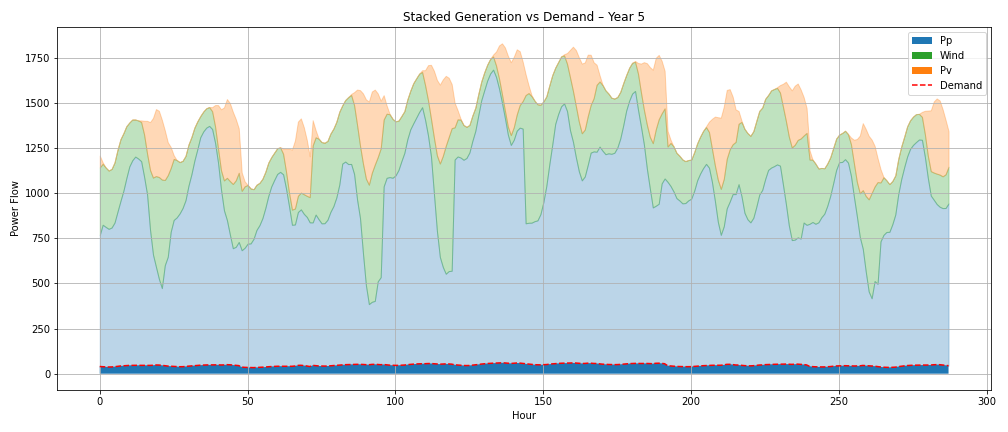 Stacked Generation vs Demand – Year 5
Pp
Wind
Pv
Demand
Power Flow
1750
1500
1250
1000
750
500
250
0
0 50 100 150 200 250 300
Hour